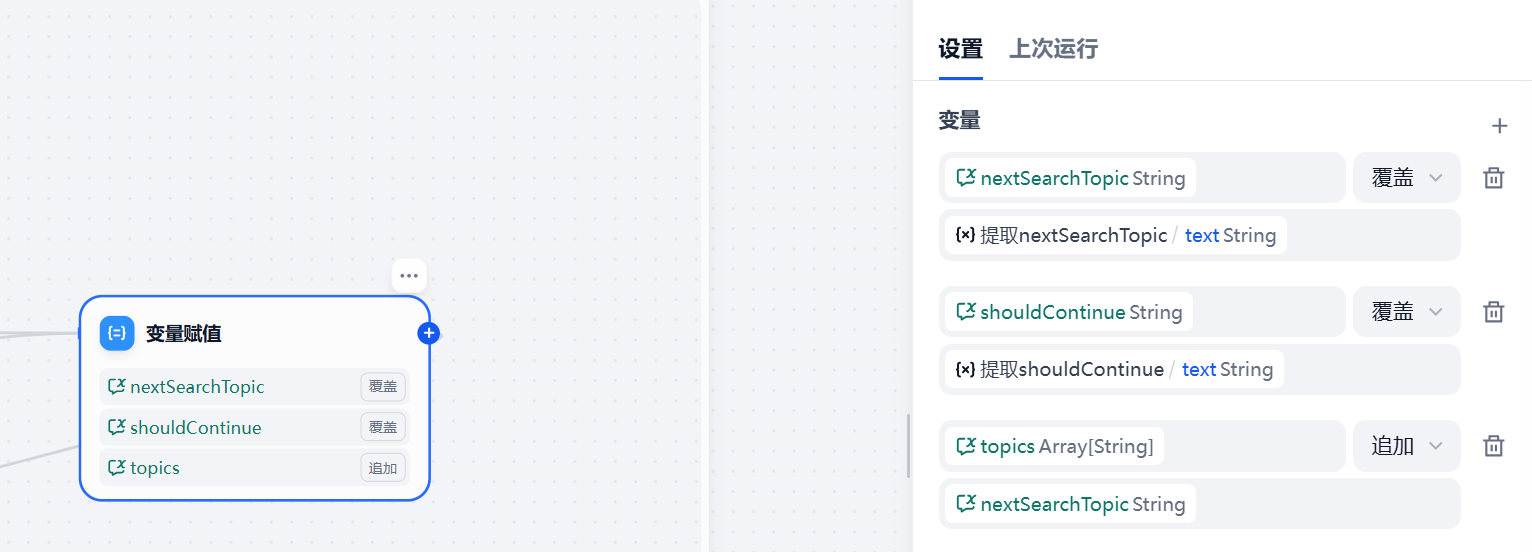 变量赋值
nextSearchTopic 覆盖
shouldContinue 覆盖
topics 追加
设置 上次运行
变量
nextSearchTopic String 覆盖
{x} 提取nextSearchTopic / text String
shouldContinue String 覆盖
{x} 提取shouldContinue / text String
topics Array[String] 追加
nextSearchTopic String